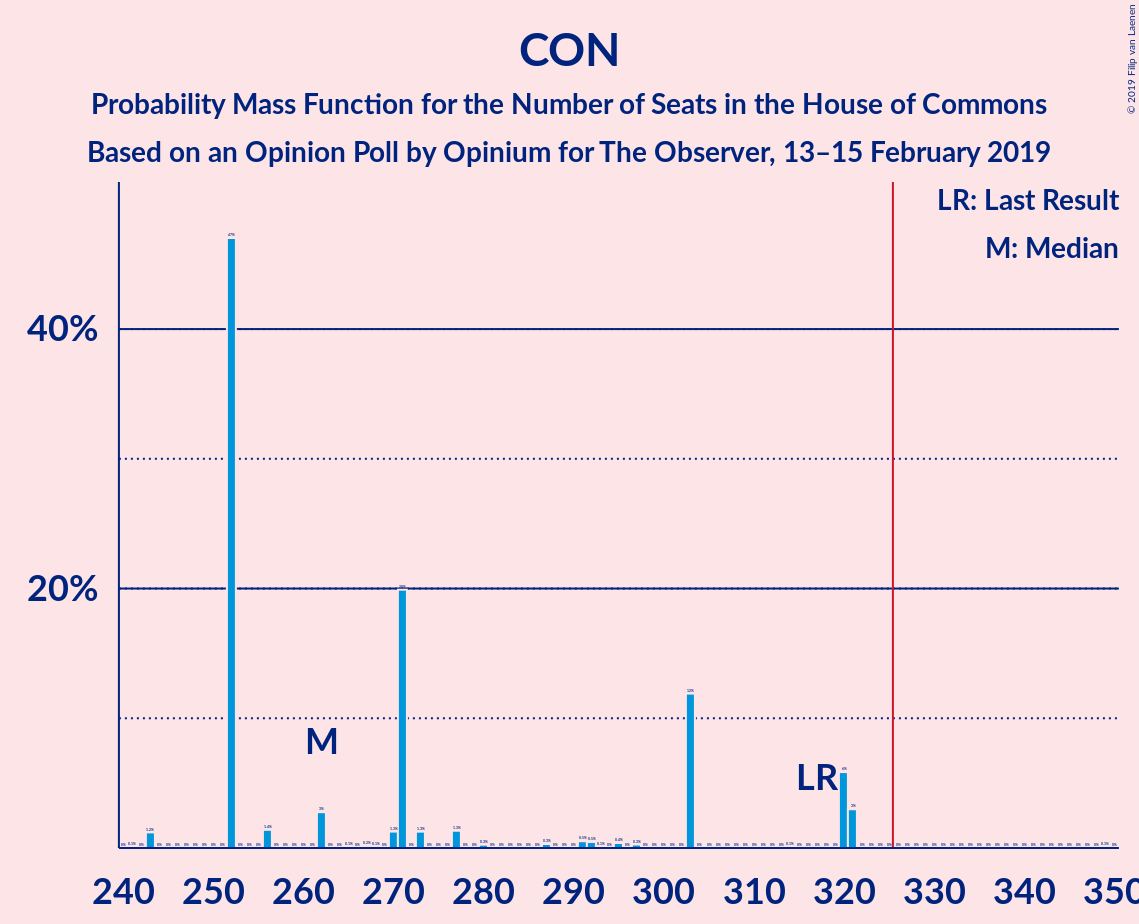 CON
Probability Mass Function for the Number of Seats in the House of Commons
Based on an Opinion Poll by Opinium for The Observer, 13–15 February 2019
© 2019 Filip van Laenen
LR: Last Result
M: Median
40%
20%
M
LR
240 250 260 270 280 290 300 310 320 330 340 350